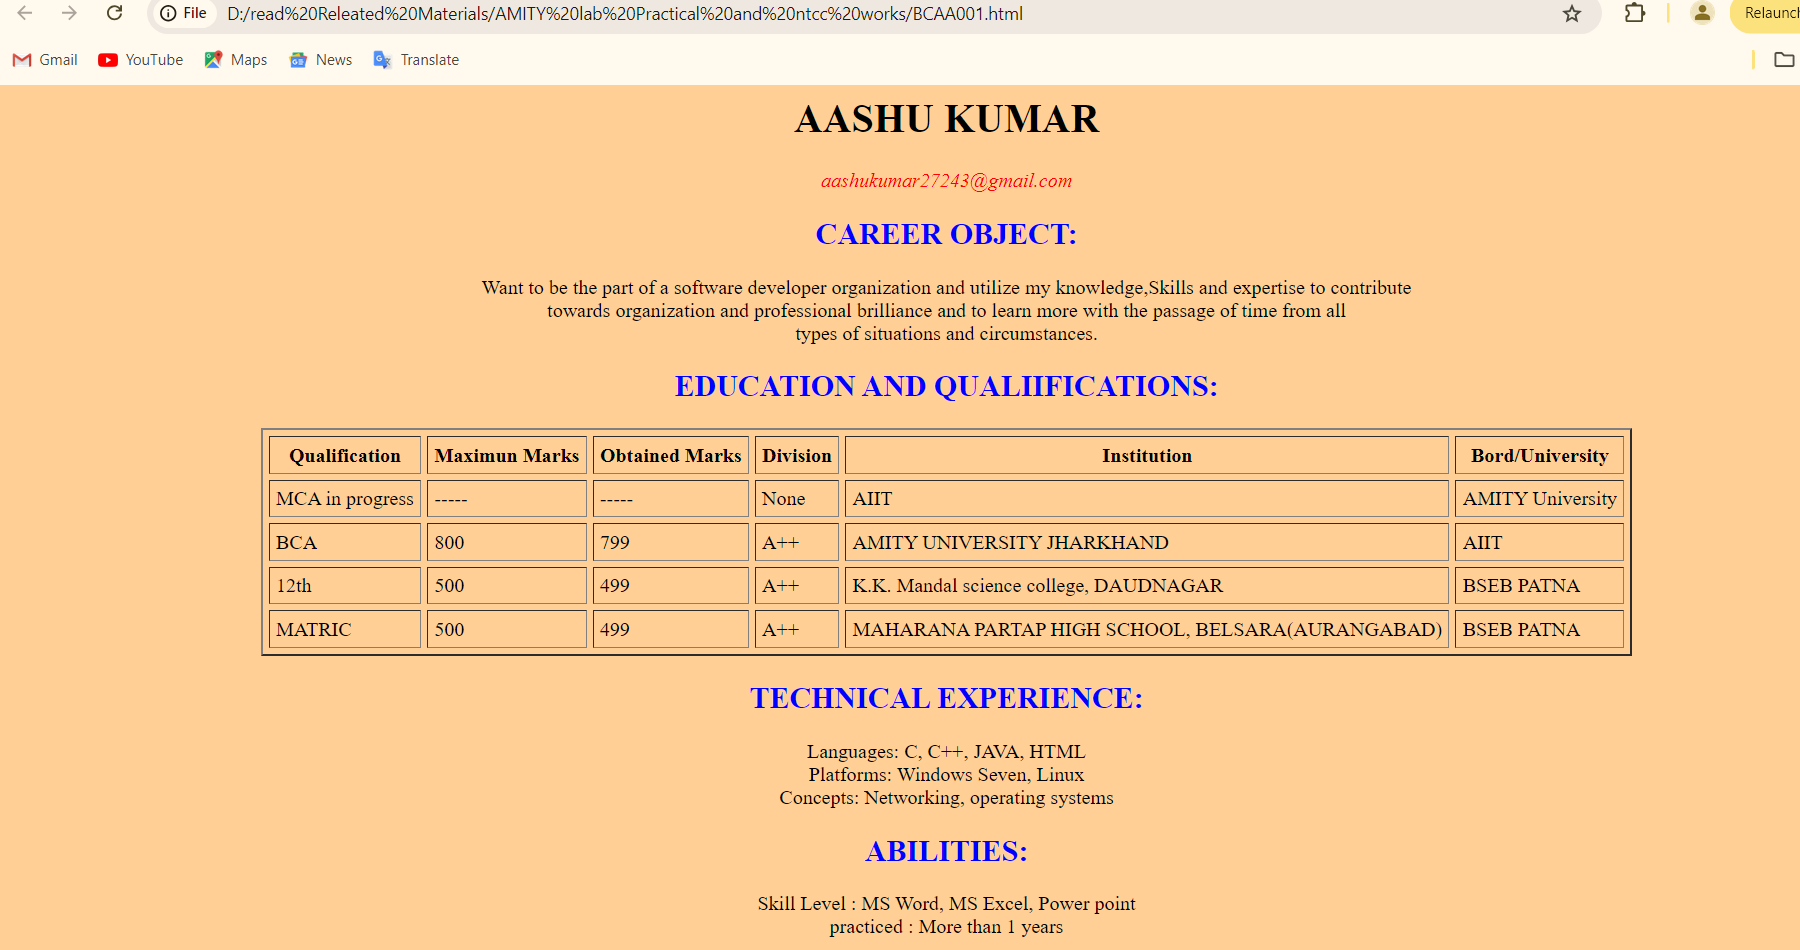 File D:/read%20Releated%20Materials/AMITY%20lab%20Practical%20and%20ntcc%20works/BCAA001.html
Gmail YouTube Maps News Translate
AASHU KUMAR
aashukumar27243@gmail.com
CAREER OBJECT:
Want to be the part of a software developer organization and utilize my knowledge,Skills and expertise to contribute
towards organization and professional brilliance and to learn more with the passage of time from all
types of situations and circumstances.
EDUCATION AND QUALIIFICATIONS:
Qualification Maximun Marks Obtained Marks Division Institution Bord/University
MCA in progress ----- ----- None AIIT AMITY University
BCA 800 799 A++ AMITY UNIVERSITY JHARKHAND AIIT
12th 500 499 A++ K.K. Mandal science college, DAUDNAGAR BSEB PATNA
MATRIC 500 499 A++ MAHARANA PARTAP HIGH SCHOOL, BELSARA(AURANGABAD) BSEB PATNA
TECHNICAL EXPERIENCE:
Languages: C, C++, JAVA, HTML
Platforms: Windows Seven, Linux
Concepts: Networking, operating systems
ABILITIES:
Skill Level : MS Word, MS Excel, Power point
practiced : More than 1 years